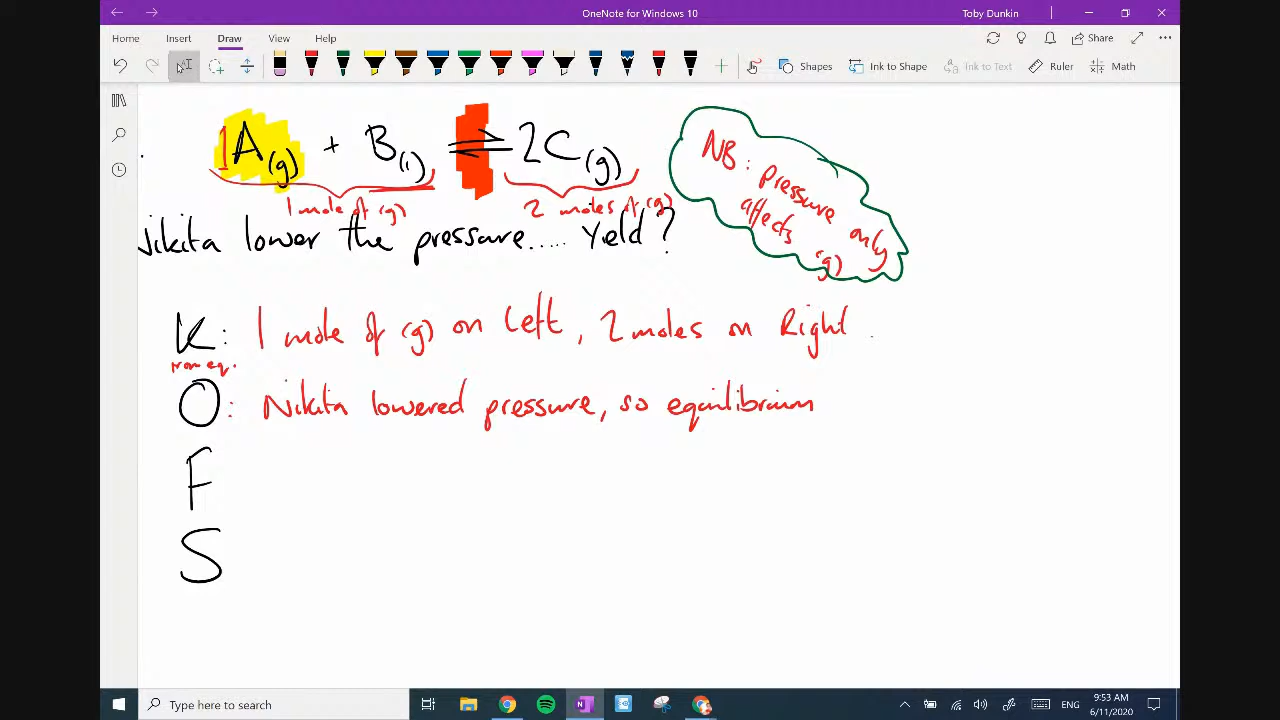 OneNote for Windows 10
Toby Dunkin
Home Insert Draw View Help
Share
Shapes
Ink to Shape
Ink to Text
Ruler
Math
1A(g) + B(l) ⇌ 2C(g)
1 mole of (g)
2 moles of (g)
NB: pressure only
affects (g)
Nikita lower the pressure..... Yield?
K: 1 mole of (g) on Left, 2 moles on Right.
from eq.
O: Nikita lowered pressure, so equilibrium
F
S
Type here to search
9:53 AM
6/11/2020